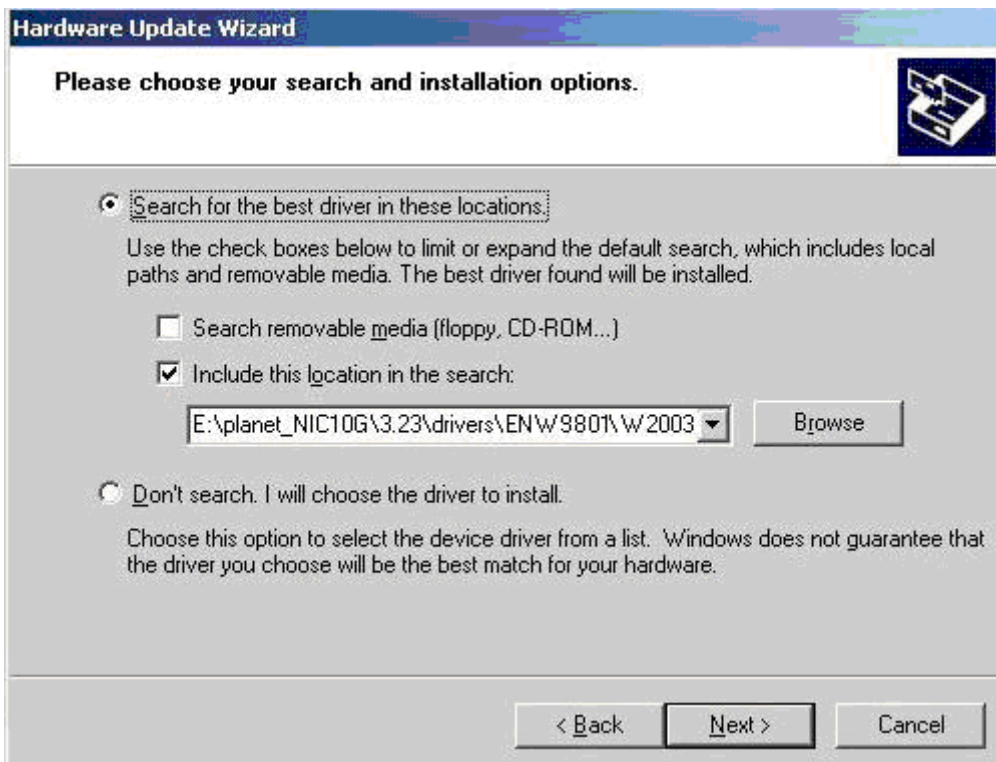 Hardware Update Wizard
Please choose your search and installation options.
Search for the best driver in these locations.
Use the check boxes below to limit or expand the default search, which includes local
paths and removable media. The best driver found will be installed.
Search removable media (floppy, CD-ROM...)
Include this location in the search:
E:\planet_NIC10G\3.23\drivers\ENW9801\W2003
Browse
Don't search. I will choose the driver to install.
Choose this option to select the device driver from a list. Windows does not guarantee that
the driver you choose will be the best match for your hardware.
< Back Next > Cancel